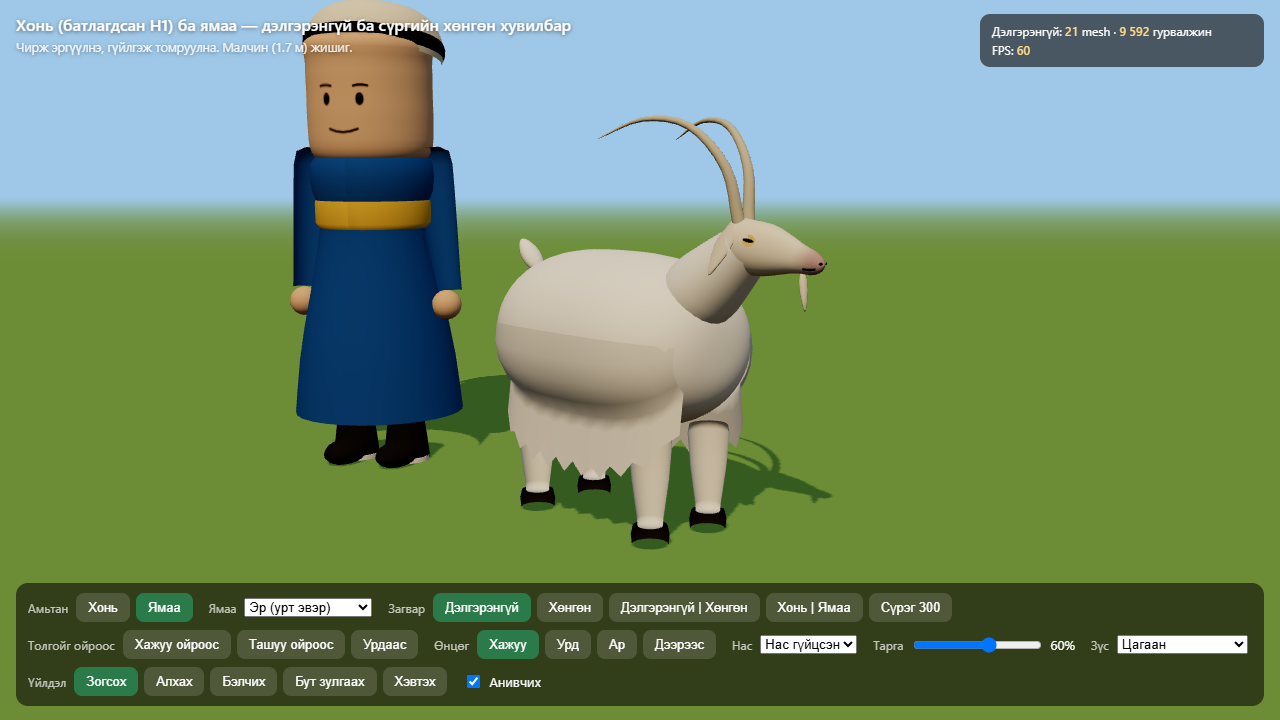 Хонь (батлагдсан H1) ба ямаа — дэлгэрэнгүй ба сүргийн хөнгөн хувилбар
Чирж эргүүлнэ, гүйлгэж томруулна. Малчин (1.7 м) жишиг.
Дэлгэрэнгүй: 21 mesh · 9 592 гурвалжин
FPS: 60
Амьтан Хонь Ямаа Ямаа Эр (урт эвэр) Загвар Дэлгэрэнгүй Хөнгөн Дэлгэрэнгүй | Хөнгөн Хонь | Ямаа Сүрэг 300
Толгойг ойроос Хажуу ойроос Ташуу ойроос Урдаас Өнцөг Хажуу Урд Ар Дээрээс Нас Нас гүйцсэн Тарга 60% Зүс Цагаан
Үйлдэл Зогсох Алхах Бэлчих Бут зулгаах Хэвтэх Анивчих